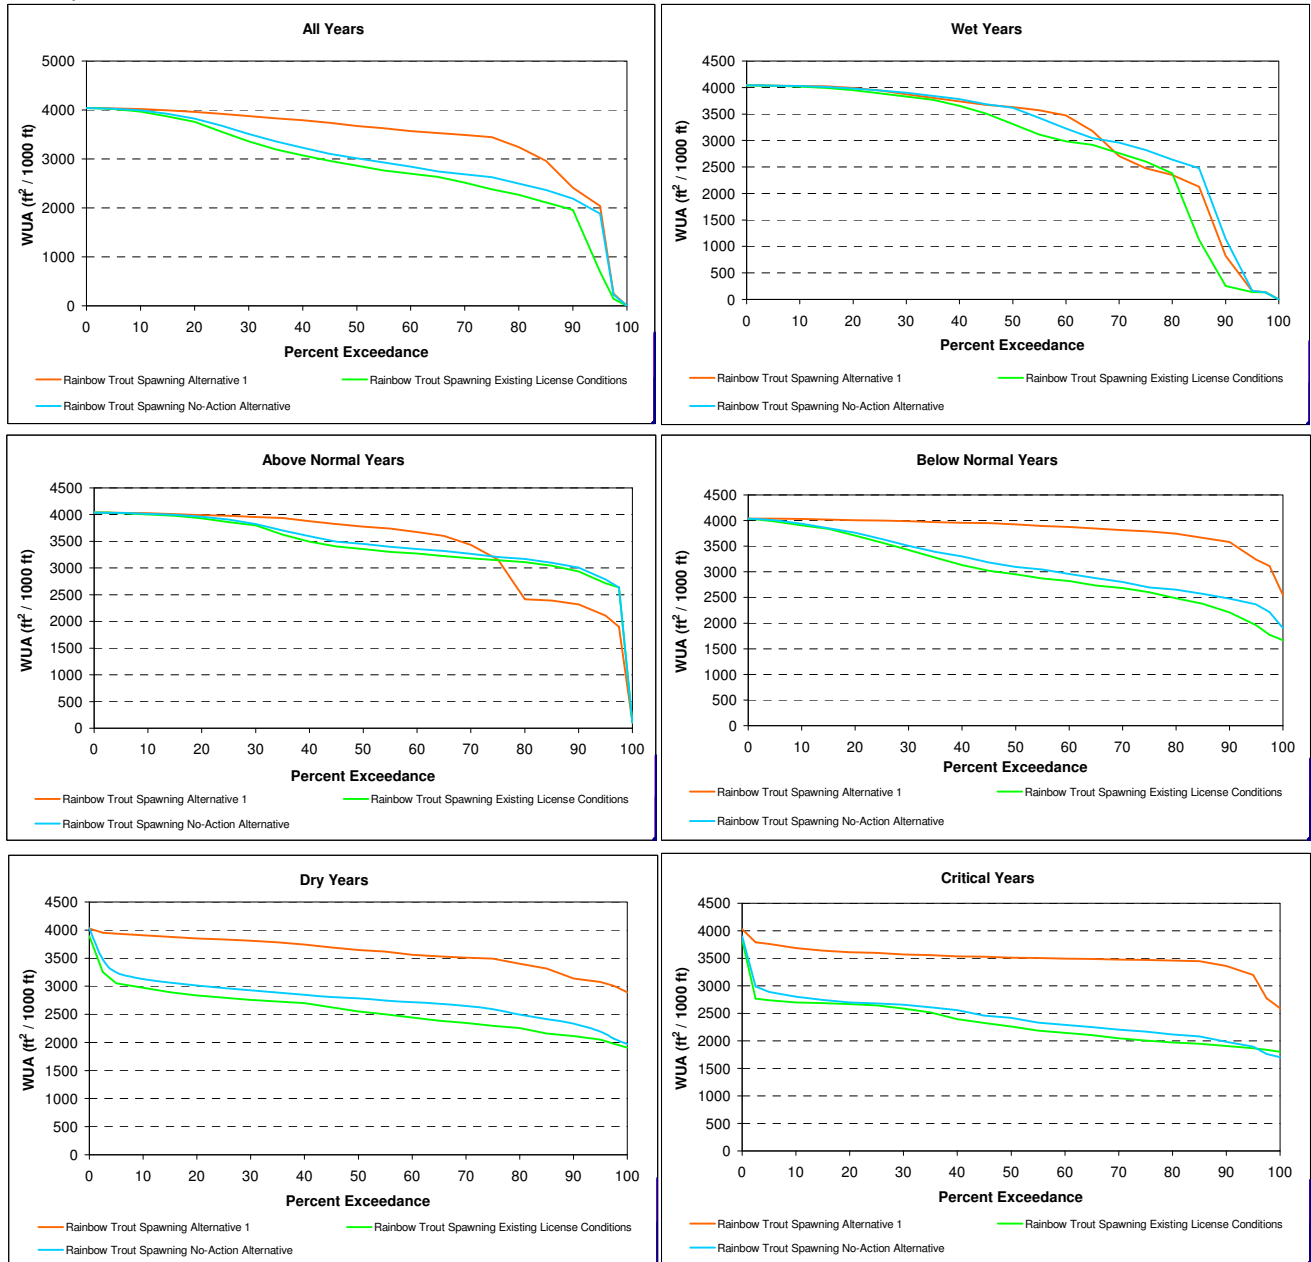 All Years
WUA (ft² / 1000 ft)
5000
4000
3000
2000
1000
0
0 10 20 30 40 50 60 70 80 90 100
Percent Exceedance
Rainbow Trout Spawning Alternative 1 Rainbow Trout Spawning Existing License Conditions
Rainbow Trout Spawning No-Action Alternative
Wet Years
WUA (ft² / 1000 ft)
4500
4000
3500
3000
2500
2000
1500
1000
500
0
0 10 20 30 40 50 60 70 80 90 100
Percent Exceedance
Rainbow Trout Spawning Alternative 1 Rainbow Trout Spawning Existing License Conditions
Rainbow Trout Spawning No-Action Alternative
Above Normal Years
WUA (ft² / 1000 ft)
4500
4000
3500
3000
2500
2000
1500
1000
500
0
0 10 20 30 40 50 60 70 80 90 100
Percent Exceedance
Rainbow Trout Spawning Alternative 1 Rainbow Trout Spawning Existing License Conditions
Rainbow Trout Spawning No-Action Alternative
Below Normal Years
WUA (ft² / 1000 ft)
4500
4000
3500
3000
2500
2000
1500
1000
500
0
0 10 20 30 40 50 60 70 80 90 100
Percent Exceedance
Rainbow Trout Spawning Alternative 1 Rainbow Trout Spawning Existing License Conditions
Rainbow Trout Spawning No-Action Alternative
Dry Years
WUA (ft² / 1000 ft)
4500
4000
3500
3000
2500
2000
1500
1000
500
0
0 10 20 30 40 50 60 70 80 90 100
Percent Exceedance
Rainbow Trout Spawning Alternative 1 Rainbow Trout Spawning Existing License Conditions
Rainbow Trout Spawning No-Action Alternative
Critical Years
WUA (ft² / 1000 ft)
4500
4000
3500
3000
2500
2000
1500
1000
500
0
0 10 20 30 40 50 60 70 80 90 100
Percent Exceedance
Rainbow Trout Spawning Alternative 1 Rainbow Trout Spawning Existing License Conditions
Rainbow Trout Spawning No-Action Alternative